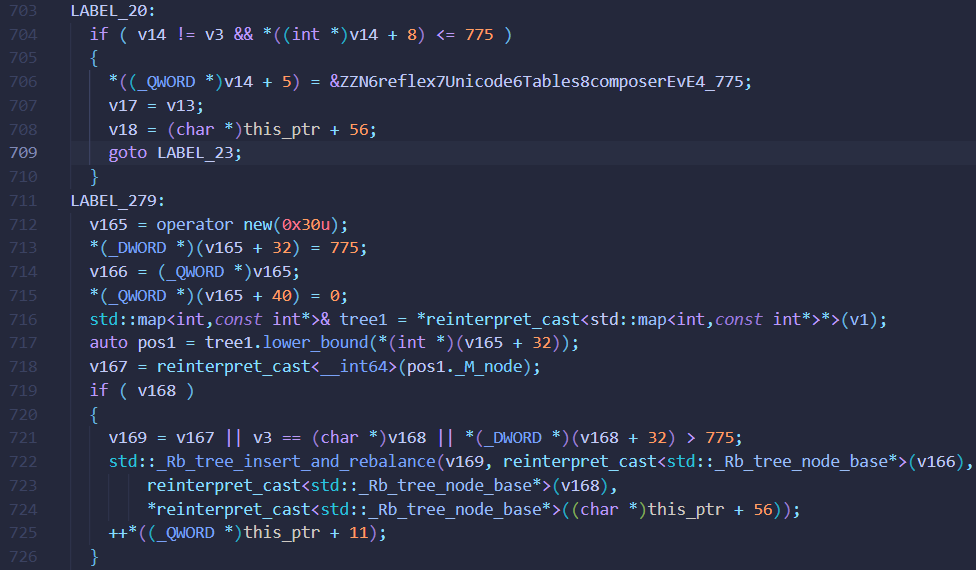 703 LABEL_20:
704 if ( v14 != v3 && *((int *)v14 + 8) <= 775 )
705 {
706 *((_QWORD *)v14 + 5) = &ZZN6reflex7Unicode6Tables8composerEvE4_775;
707 v17 = v13;
708 v18 = (char *)this_ptr + 56;
709 goto LABEL_23;
710 }
711 LABEL_279:
712 v165 = operator new(0x30u);
713 *(_DWORD *)(v165 + 32) = 775;
714 v166 = (_QWORD *)v165;
715 *(_QWORD *)(v165 + 40) = 0;
716 std::map<int,const int*>& tree1 = *reinterpret_cast<std::map<int,const int*>*>(v1);
717 auto pos1 = tree1.lower_bound(*(int *)(v165 + 32));
718 v167 = reinterpret_cast<__int64>(pos1._M_node);
719 if ( v168 )
720 {
721 v169 = v167 || v3 == (char *)v168 || *(_DWORD *)(v168 + 32) > 775;
722 std::_Rb_tree_insert_and_rebalance(v169, reinterpret_cast<std::_Rb_tree_node_base*>(v166),
723 reinterpret_cast<std::_Rb_tree_node_base*>(v168),
724 *reinterpret_cast<std::_Rb_tree_node_base*>((char *)this_ptr + 56));
725 ++*((_QWORD *)this_ptr + 11);
726 }